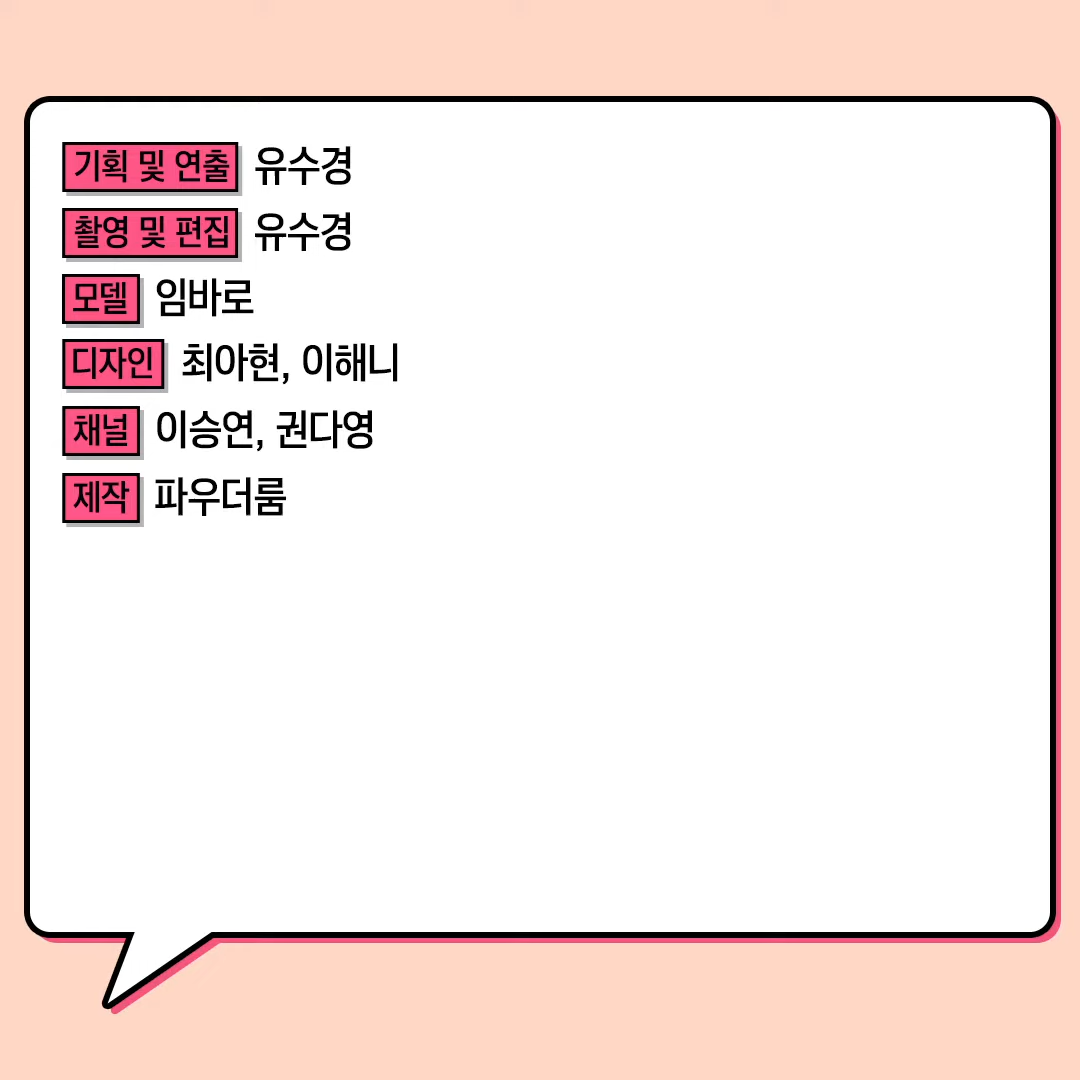 기획 및 연출 유수경
촬영 및 편집 유수경
모델 임바로
디자인 최아현, 이해니
채널 이승연, 권다영
제작 파우더룸